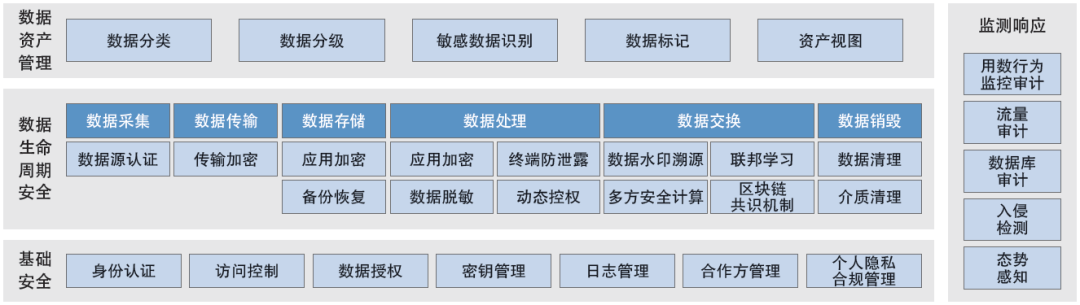 数据
资产
管理
数据分类
数据分级
敏感数据识别
数据标记
资产视图
数据
生命
周期
安全
数据采集
数据传输
数据存储
数据处理
数据交换
数据销毁
数据源认证
传输加密
应用加密
应用加密
终端防泄露
数据水印溯源
联邦学习
数据清理
备份恢复
数据脱敏
动态控权
多方安全计算
区块链
共识机制
介质清理
基础
安全
身份认证
访问控制
数据授权
密钥管理
日志管理
合作方管理
个人隐私
合规管理
监测响应
用数行为
监控审计
流量
审计
数据库
审计
入侵
检测
态势
感知